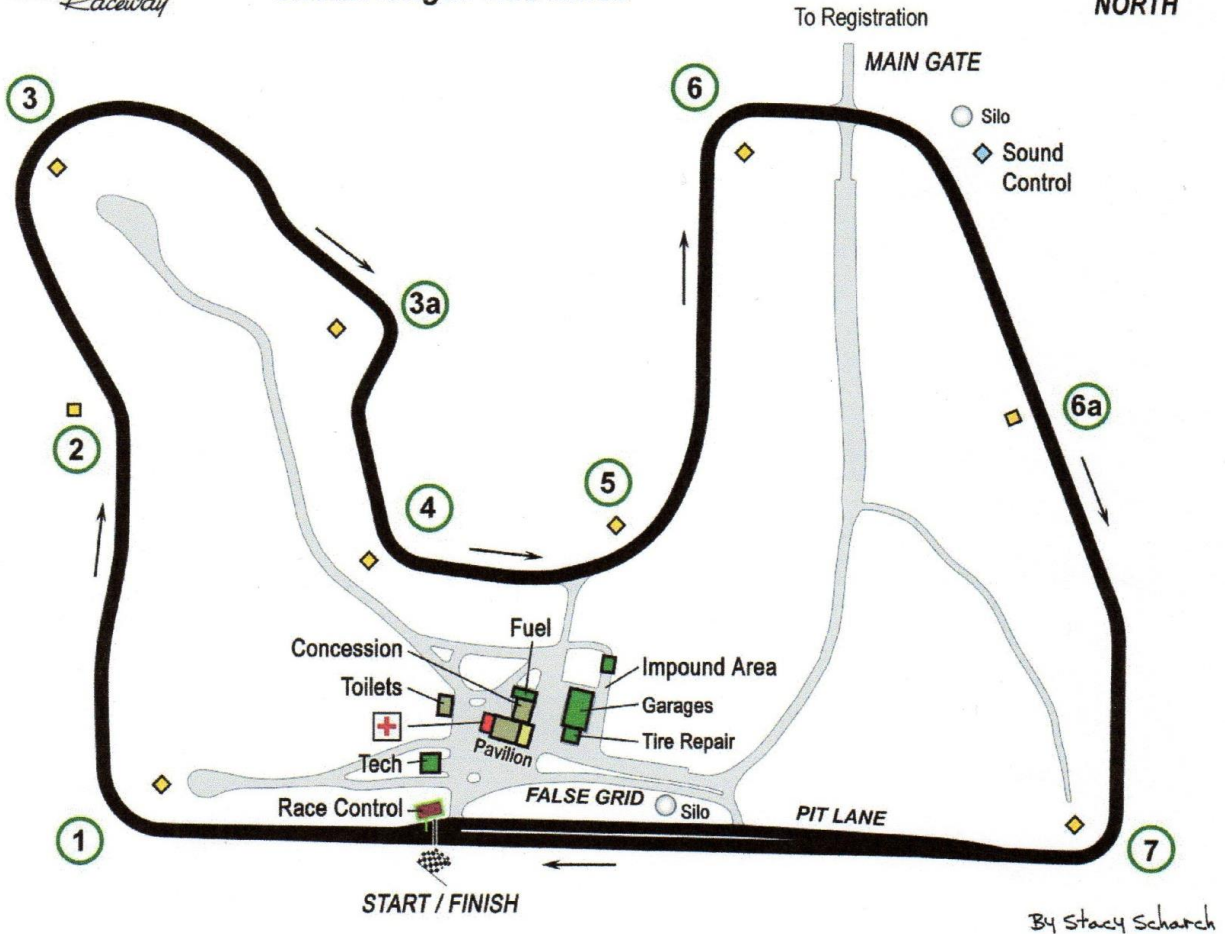 Raceway
NORTH
To Registration
MAIN GATE
3
6
Silo
Sound
Control
3a
6a
2
5
4
Fuel
Concession
Impound Area
Toilets
Garages
Tire Repair
Pavilion
Tech
FALSE GRID
Race Control
Silo
PIT LANE
1
7
START / FINISH
By Stacy Scharch